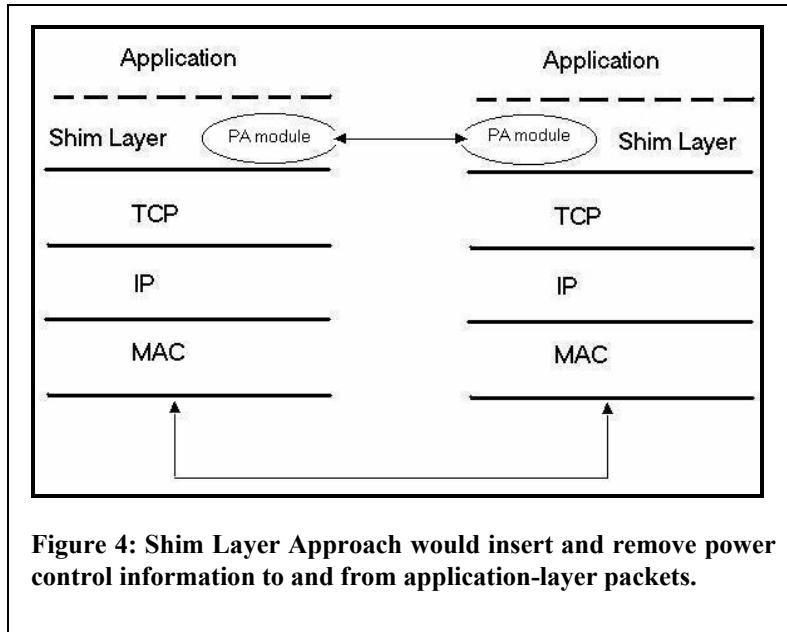 Application Application
Shim Layer PA module PA module Shim Layer
TCP TCP
IP IP
MAC MAC
Figure 4: Shim Layer Approach would insert and remove power
control information to and from application-layer packets.